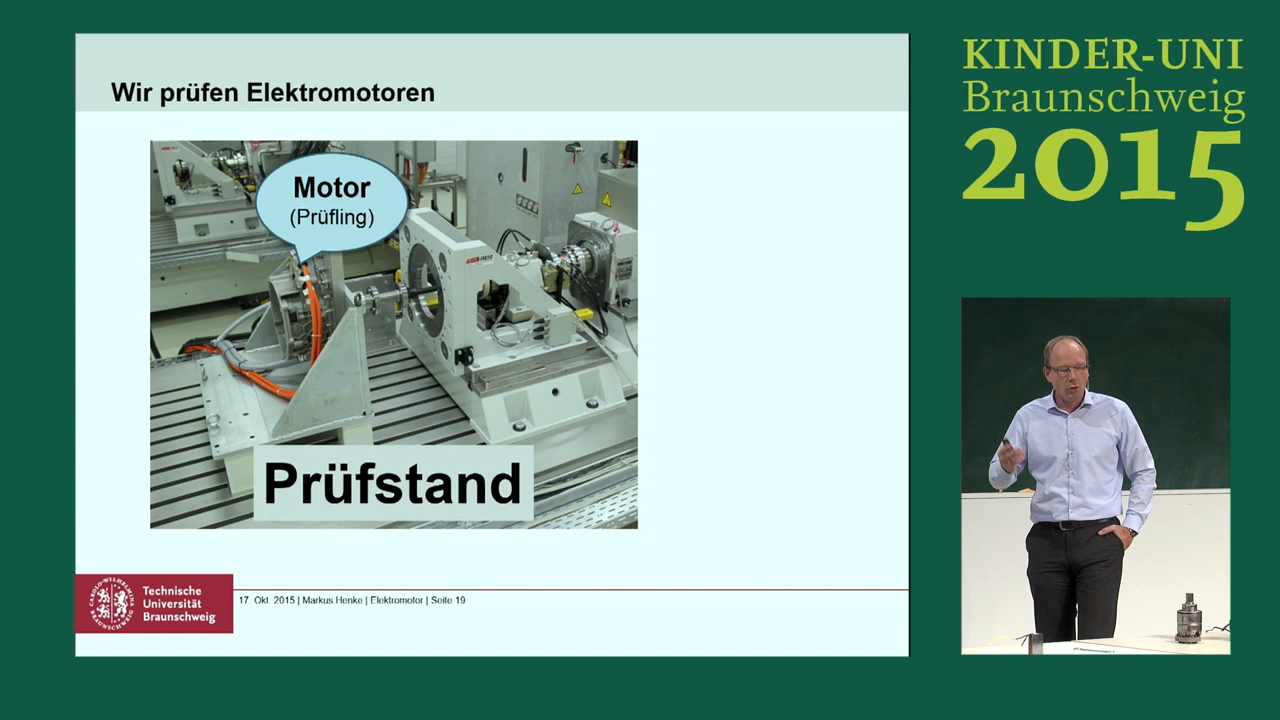 Wir prüfen Elektromotoren
Motor
(Prüfling)
Prüfstand
Technische
Universität
Braunschweig
17. Okt. 2015 | Markus Henke | Elektromotor | Seite 19
KINDER-UNI
Braunschweig
2015